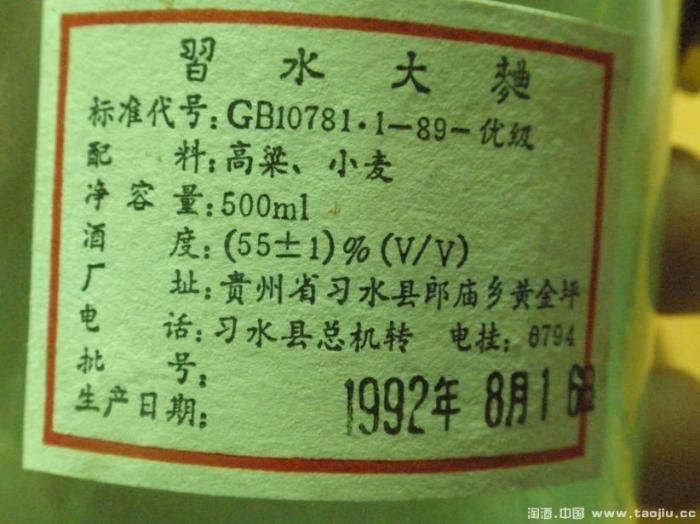 習水大麯
标准代号:GB10781·1—89—优级
配料:高粱、小麦
净容量:500ml
酒度:(55±1)%(V/V)
厂址:贵州省习水县郎庙乡黄金坪
电话:习水县总机转 电挂:6794
批号:
生产日期: 1992年 8月16日
淘酒.中国 www.taojiu.cc